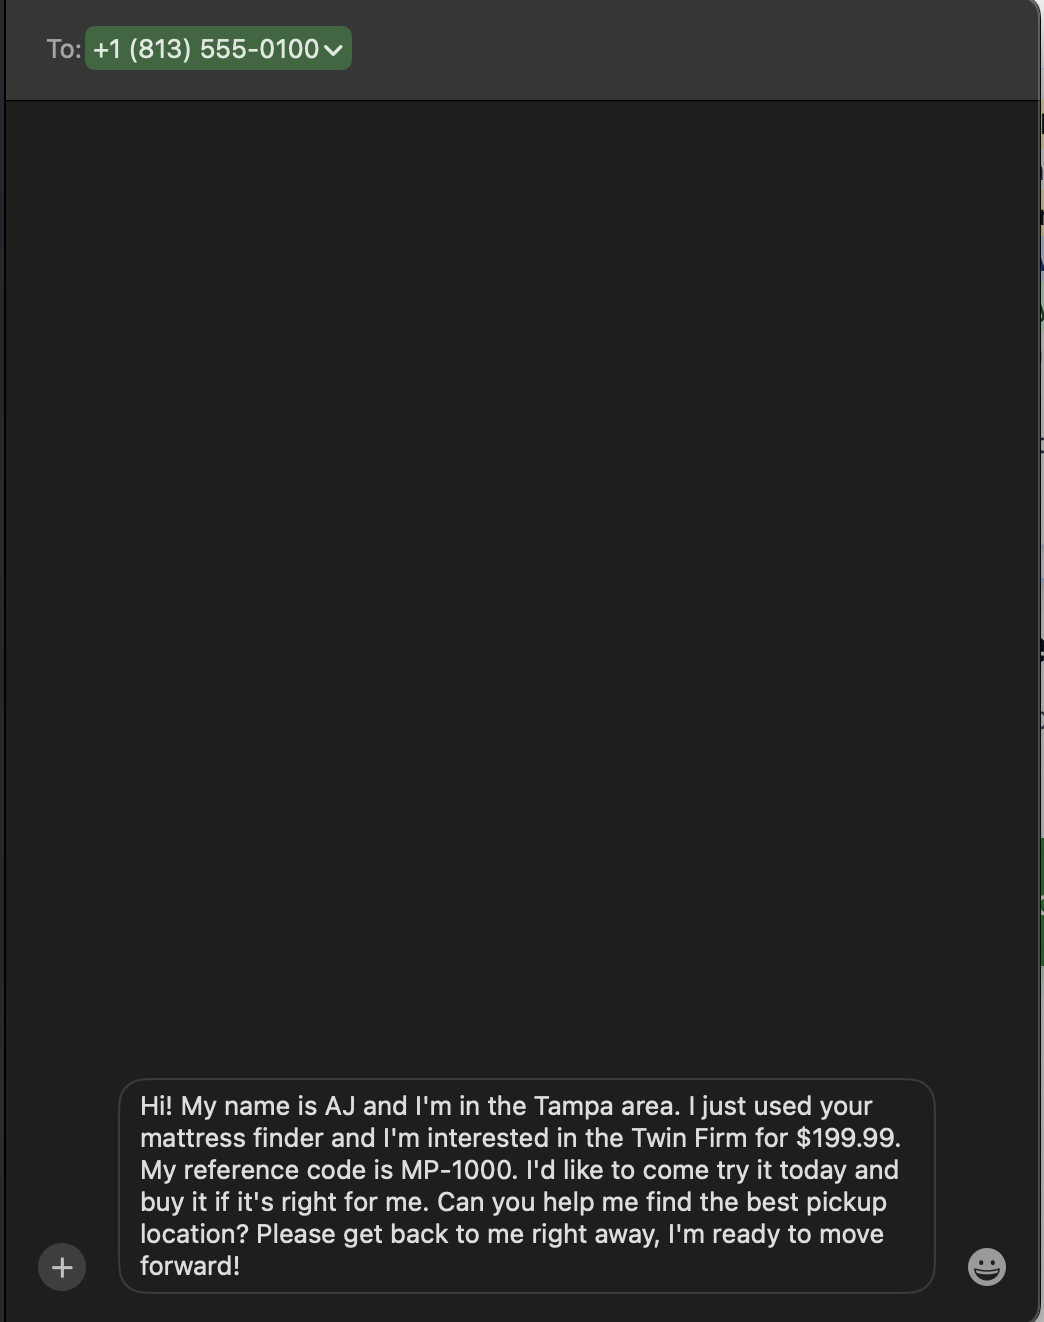 To: +1 (813) 555-0100
Hi! My name is AJ and I'm in the Tampa area. I just used your
mattress finder and I'm interested in the Twin Firm for $199.99.
My reference code is MP-1000. I'd like to come try it today and
buy it if it's right for me. Can you help me find the best pickup
location? Please get back to me right away, I'm ready to move
forward!